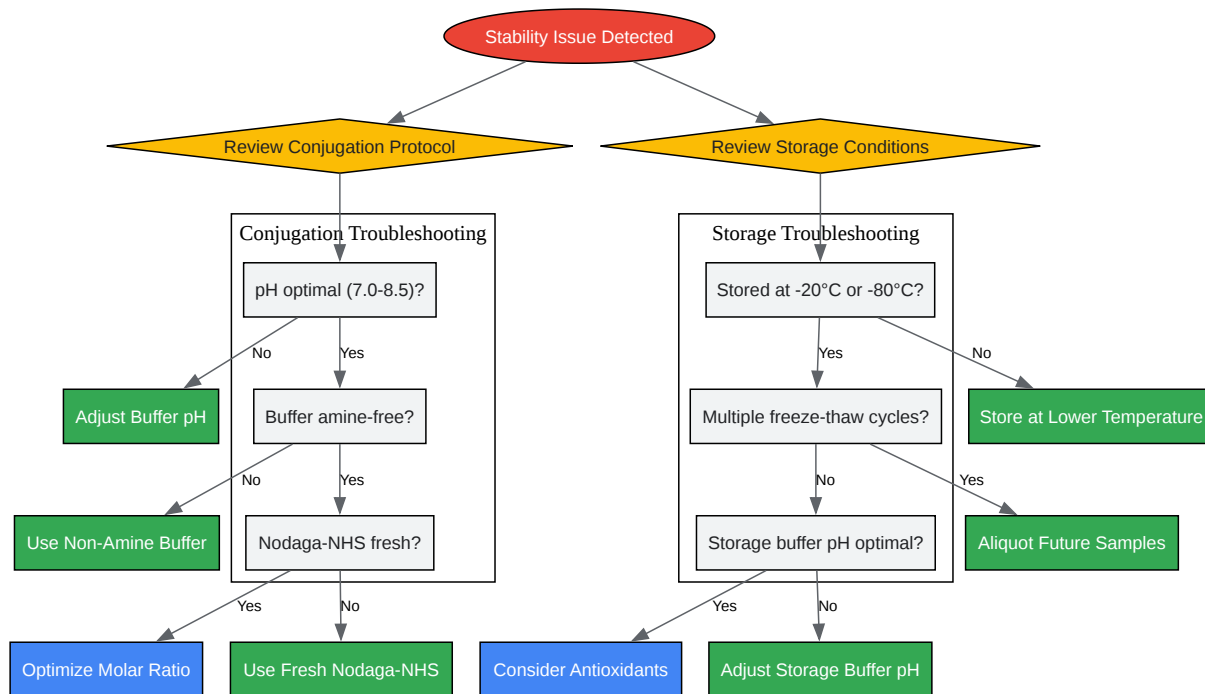 Stability Issue Detected
Review Conjugation Protocol
Review Storage Conditions
Conjugation Troubleshooting
Storage Troubleshooting
pH optimal (7.0-8.5)?
Stored at -20°C or -80°C?
No
Yes
Yes
No
Adjust Buffer pH
Buffer amine-free?
Multiple freeze-thaw cycles?
Store at Lower Temperature
No
Yes
No
Yes
Use Non-Amine Buffer
Nodaga-NHS fresh?
Storage buffer pH optimal?
Aliquot Future Samples
Yes
No
Yes
No
Optimize Molar Ratio
Use Fresh Nodaga-NHS
Consider Antioxidants
Adjust Storage Buffer pH